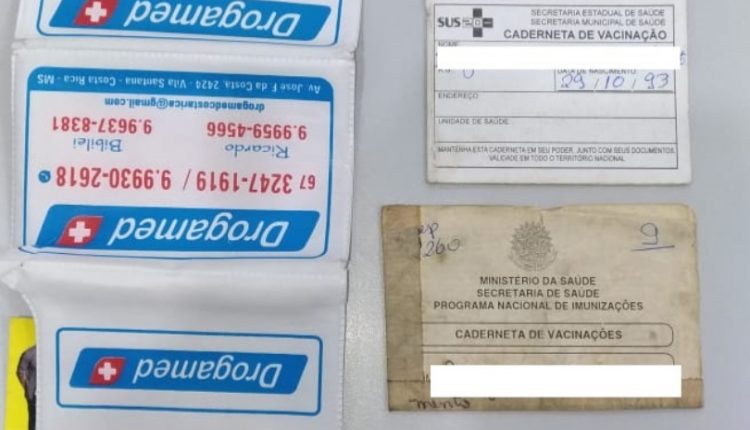 Drogamed
Av. José F da Costa, 2424 - Vila Santana - Costa Rica - MS
drogamedcostarica@gmail.com
9.9959-4566
9.9637-8381
Ricardo
Bibilei
67 3247-1919 / 9.9930-2618
Drogamed
Drogamed
SUS
SECRETARIA ESTADUAL DE SAÚDE
SECRETARIA MUNICIPAL DE SAÚDE
CADERNETA DE VACINAÇÃO
NOME
R.G.
DATA DE NASCIMENTO
29/10/93
ENDEREÇO:
UNIDADE DE SAÚDE:
MANTENHA ESTA CADERNETA EM SEU PODER, JUNTO COM SEUS DOCUMENTOS.
VALIDADE EM TODO O TERRITÓRIO NACIONAL
260
9
MINISTÉRIO DA SAÚDE
SECRETARIA DE SAÚDE
PROGRAMA NACIONAL DE IMUNIZAÇÕES
CADERNETA DE VACINAÇÕES